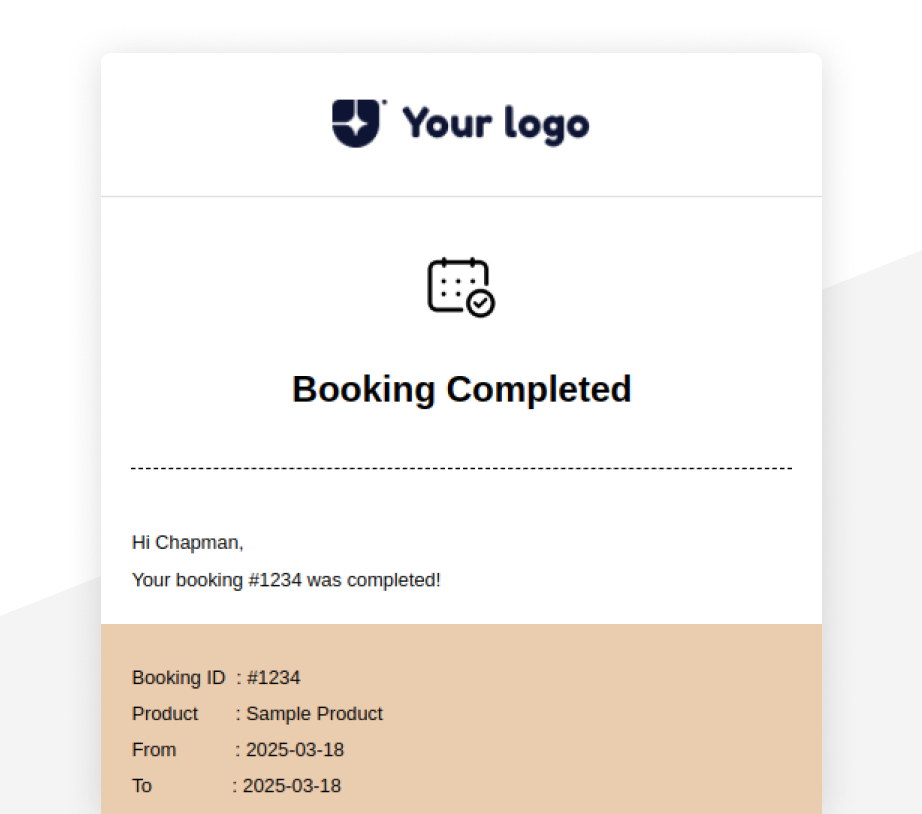 Your logo
Booking Completed
Hi Chapman,
Your booking #1234 was completed!
Booking ID : #1234
Product : Sample Product
From : 2025-03-18
To : 2025-03-18